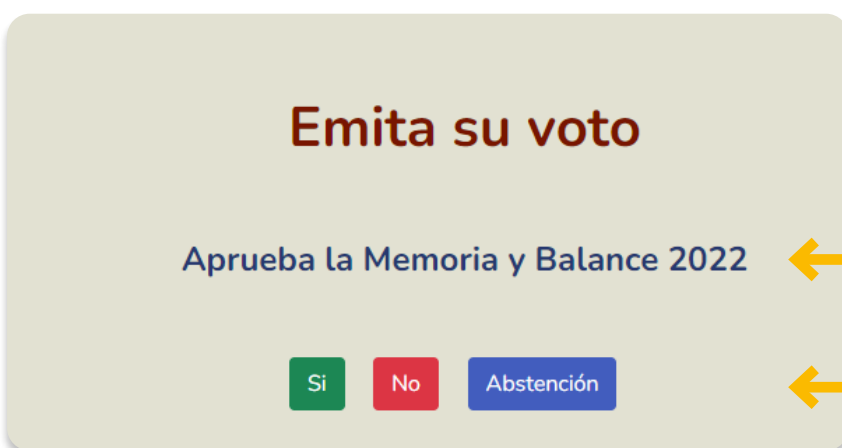 Emita su voto
Aprueba la Memoria y Balance 2022
Si No Abstención